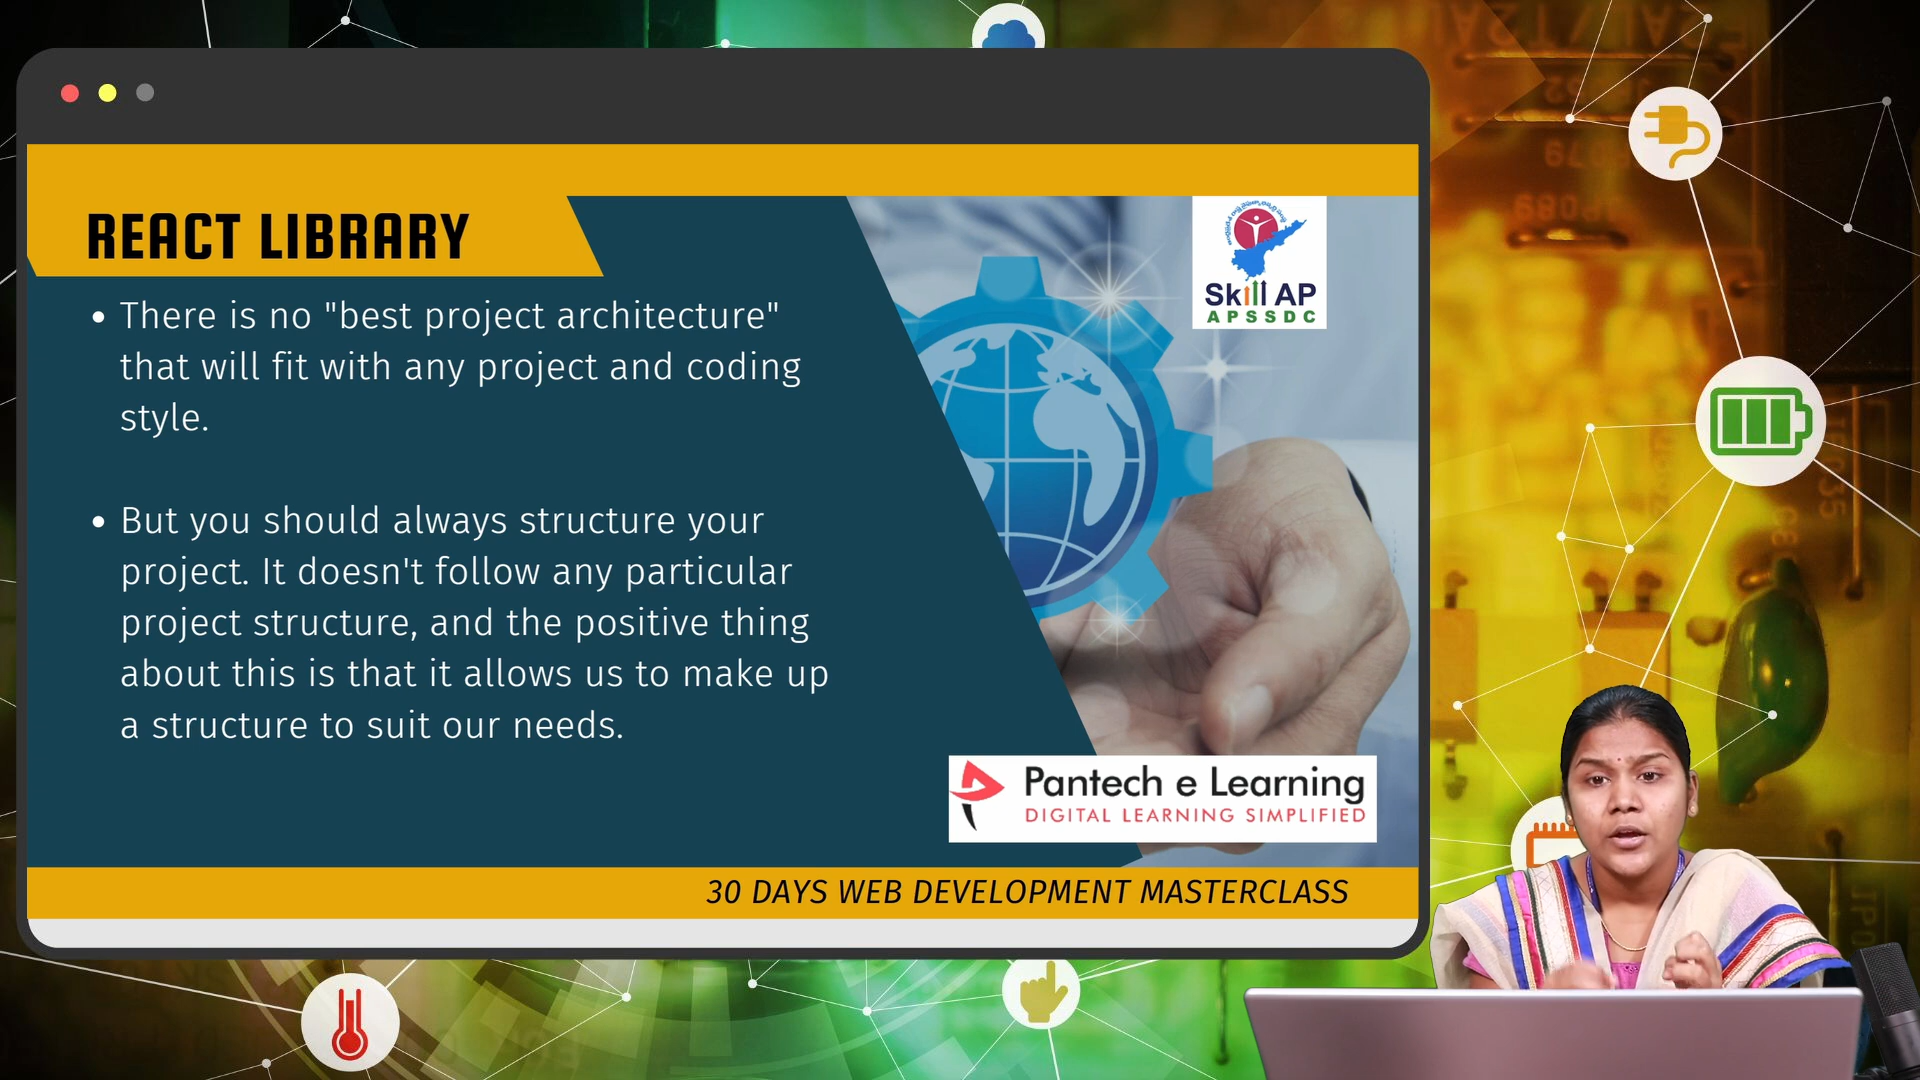 REACT LIBRARY
• There is no "best project architecture"
that will fit with any project and coding
style.
• But you should always structure your
project. It doesn't follow any particular
project structure, and the positive thing
about this is that it allows us to make up
a structure to suit our needs.
Skill AP
APSSDC
Pantech e Learning
DIGITAL LEARNING SIMPLIFIED
30 DAYS WEB DEVELOPMENT MASTERCLASS